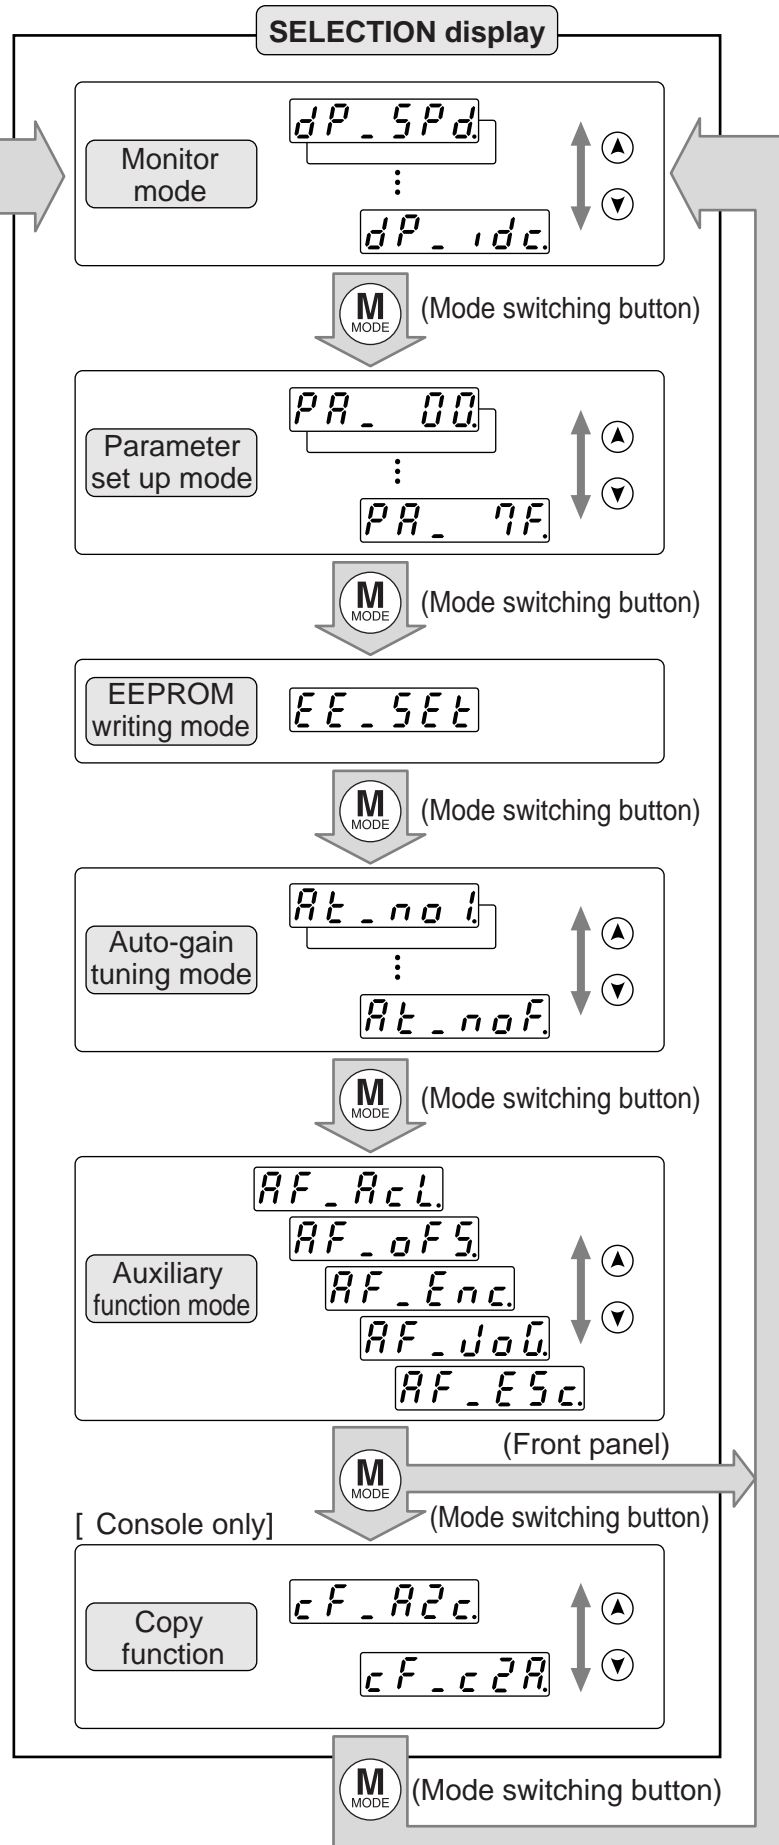 SELECTION display
dP_SPd.
Monitor
mode
dP_ idc.
M
MODE
(Mode switching button)
PA_ 00.
Parameter
set up mode
PA_ 7F.
M
MODE
(Mode switching button)
EEPROM
writing mode
EE_SEt
M
MODE
(Mode switching button)
At_no1.
Auto-gain
tuning mode
At_noF.
M
MODE
(Mode switching button)
AF_AcL.
AF_oFS.
AF_Enc.
Auxiliary
function mode
AF_JoG.
AF_ESc.
(Front panel)
M
MODE
(Mode switching button)
[ Console only]
cF_A2c.
Copy
function
cF_c2A.
M
MODE
(Mode switching button)